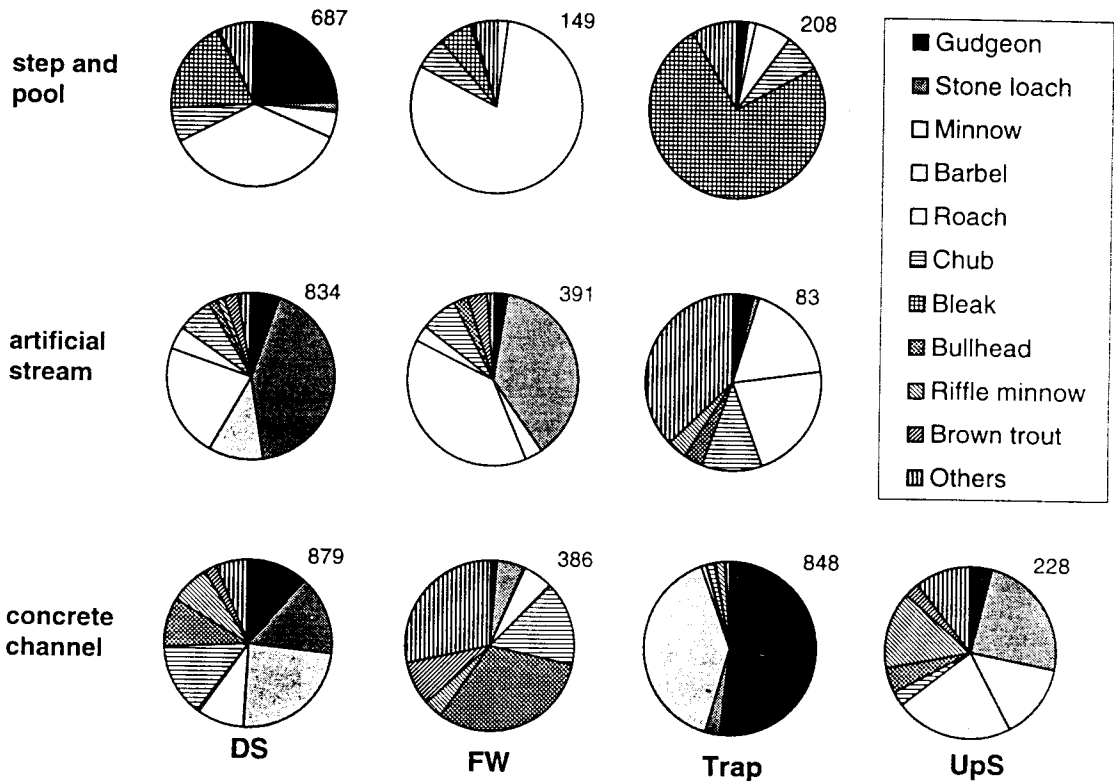 step and
pool
687
149
208
artificial
stream
834
391
83
concrete
channel
879
386
848
228
DS
FW
Trap
UpS
Gudgeon
Stone loach
Minnow
Barbel
Roach
Chub
Bleak
Bullhead
Riffle minnow
Brown trout
Others